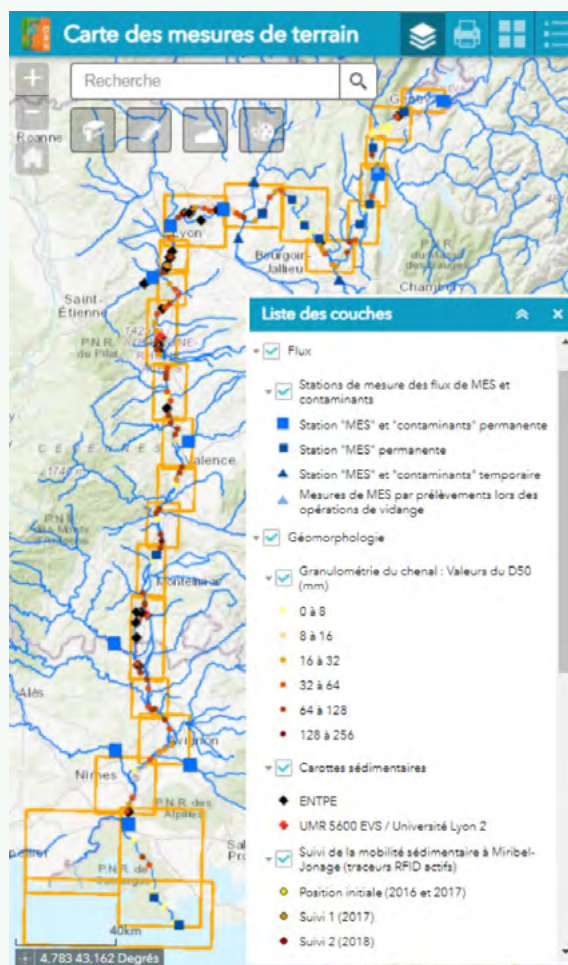 Carte des mesures de terrain
Recherche
Roanne
Lyon
Bourgoin-
Jallieu
P.N.R.
Saint-
Étienne
P.N.R.
du Pilat
Valence
Montélimar
Alès
Avignon
Nîmes
P.N.R. des
Alpilles
40km
4.783 43.162 Degrés
Liste des couches
Flux
Stations de mesure des flux de MES et
contaminants
Station "MES" et "contaminants" permanente
Station "MES" permanente
Station "MES" et "contaminants" temporaire
Mesures de MES par prélèvements lors des
opérations de vidange
Géomorphologie
Granulométrie du chenal : Valeurs du D50
(mm)
0 à 8
8 à 16
16 à 32
32 à 64
64 à 128
128 à 256
Carottes sédimentaires
ENTPE
UMR 5600 EVS / Université Lyon 2
Suivi de la mobilité sédimentaire à Miribel-
Jonage (traceurs RFID actifs)
Position initiale (2016 et 2017)
Suivi 1 (2017)
Suivi 2 (2018)